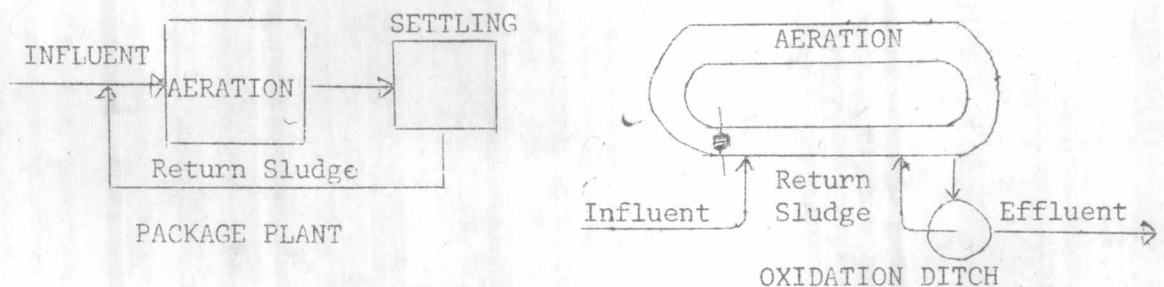 SETTLING
INFLUENT
AERATION
Return Sludge
PACKAGE PLANT
AERATION
Return
Sludge
Influent
Effluent
OXIDATION DITCH